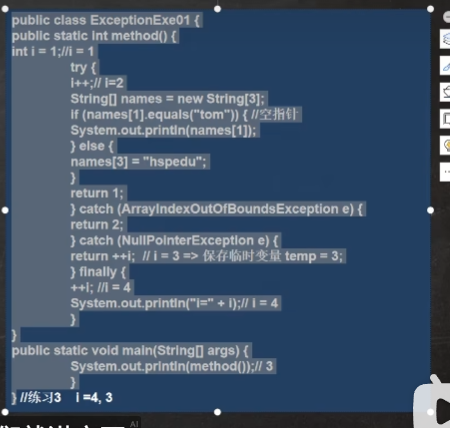 public class ExceptionExe01 {
public static int method() {
int i = 1;//i = 1
try {
i++;// i=2
String[] names = new String[3];
if (names[1].equals("tom")) { //空指针
System.out.println(names[1]);
} else {
names[3] = "hspedu";
}
return 1;
} catch (ArrayIndexOutOfBoundsException e) {
return 2;
} catch (NullPointerException e) {
return ++i;  // i = 3 => 保存临时变量 temp = 3;
} finally {
++i; //i = 4
System.out.println("i=" + i);// i = 4
}
}
public static void main(String[] args) {
System.out.println(method());// 3
}
} //练习3    i =4, 3
AI